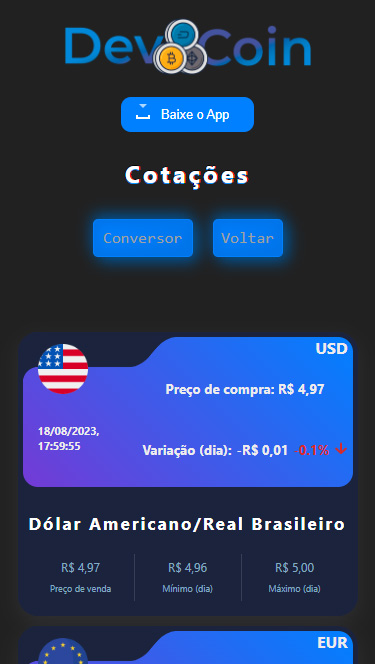 Dev Coin
Baixe o App
Cotações
Conversor Voltar
USD
Preço de compra: R$ 4,97
18/08/2023,
17:59:55
Variação (dia): -R$ 0,01 -0.1%
Dólar Americano/Real Brasileiro
R$ 4,97 R$ 4,96 R$ 5,00
Preço de venda Mínimo (dia) Máximo (dia)
EUR